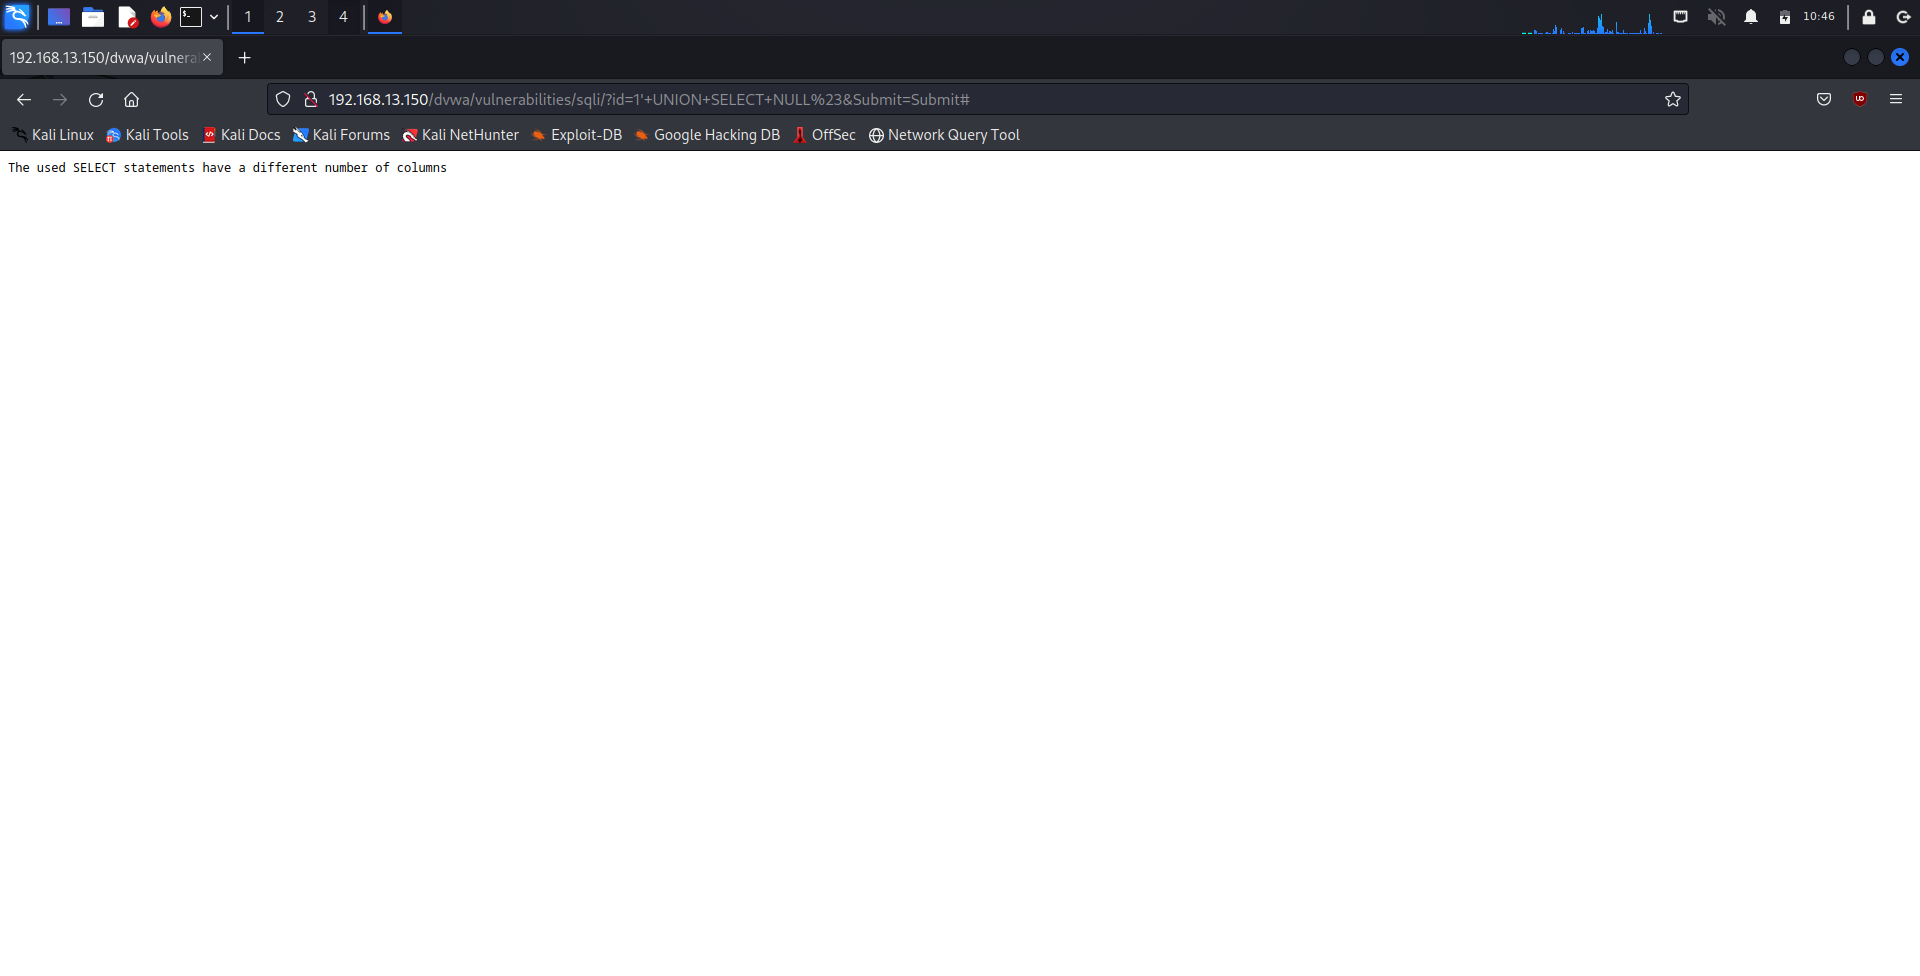 1 2 3 4 10:46
192.168.13.150/dvwa/vulnera
192.168.13.150/dvwa/vulnerabilities/sqli/?id=1'+UNION+SELECT+NULL%23&Submit=Submit#
Kali Linux Kali Tools Kali Docs Kali Forums Kali NetHunter Exploit-DB Google Hacking DB OffSec Network Query Tool
The used SELECT statements have a different number of columns